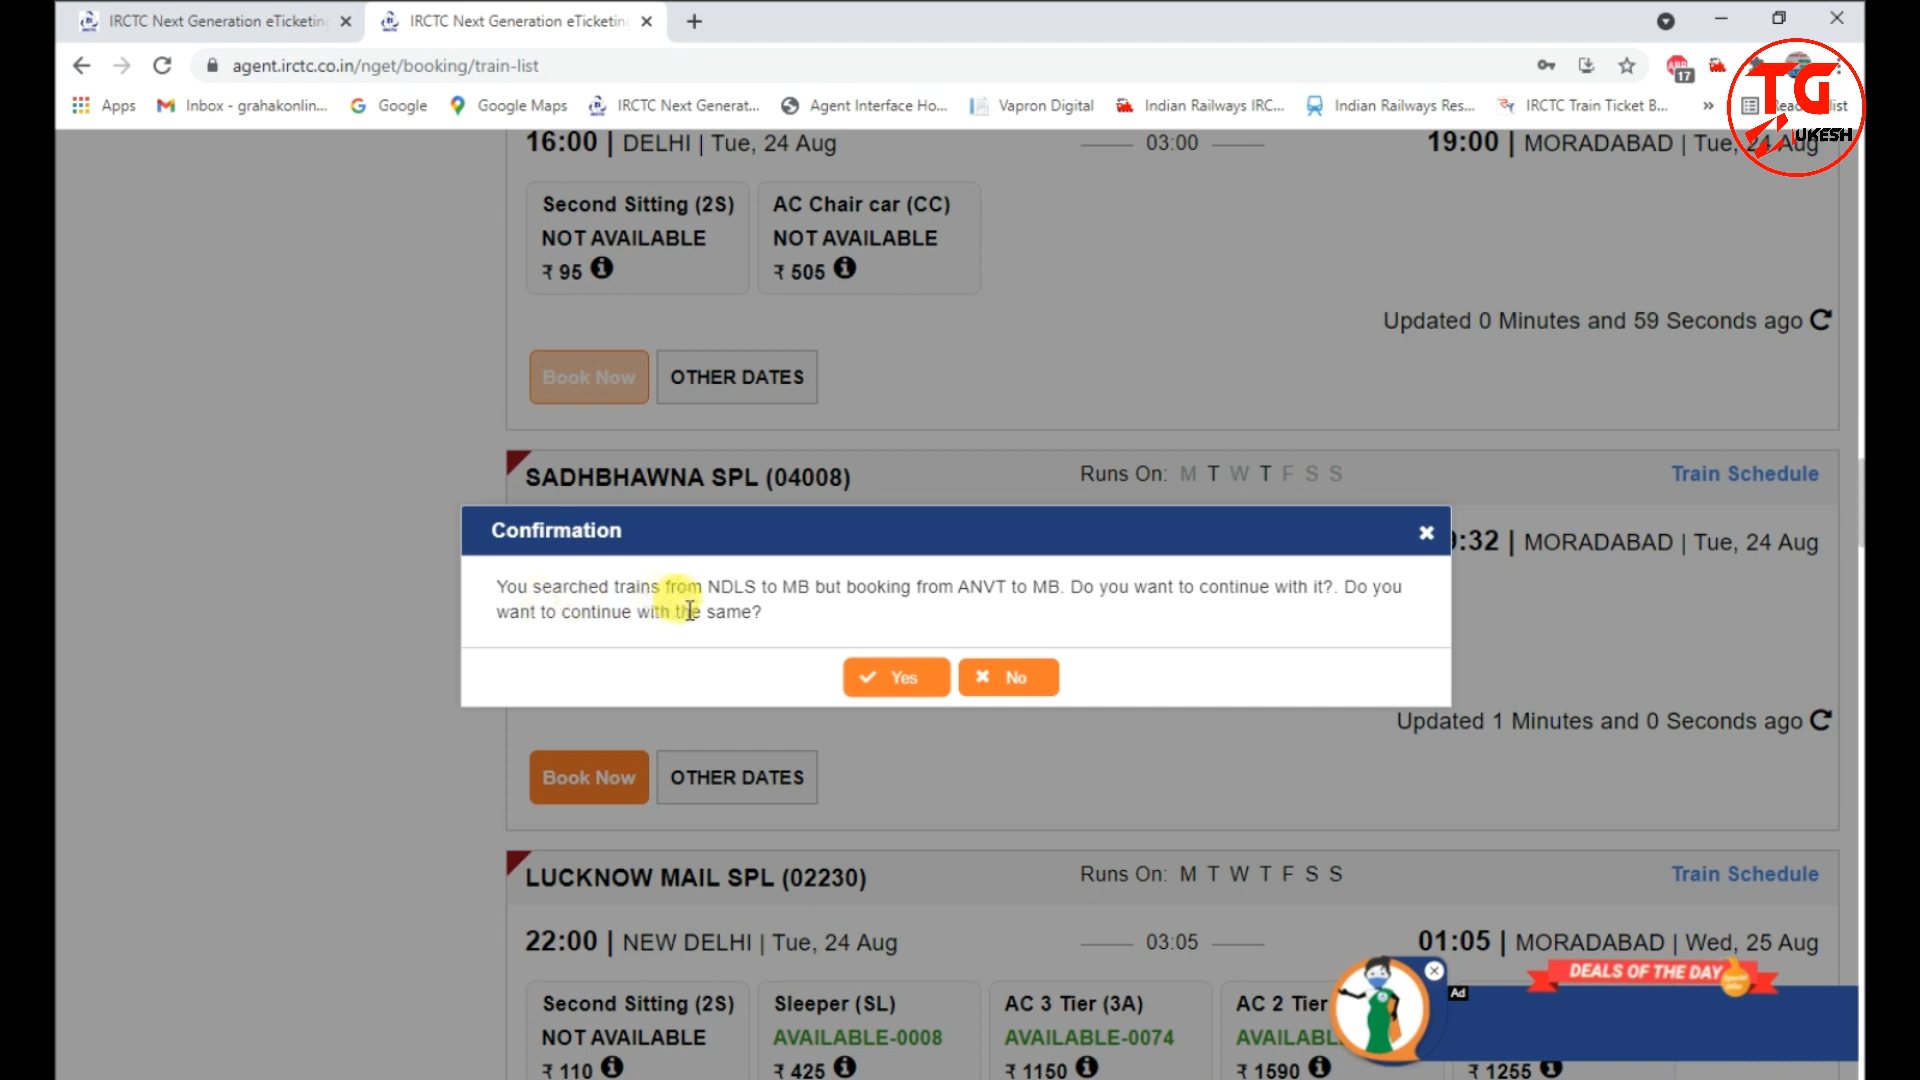 IRCTC Next Generation eTicketing
IRCTC Next Generation eTicketin
agent.irctc.co.in/nget/booking/train-list
17
Apps
Inbox - grahakonlin...
Google
Google Maps
IRCTC Next Generat...
Agent Interface Ho...
Vapron Digital
Indian Railways IRC...
Indian Railways Res...
IRCTC Train Ticket B...
»
TG
UKESH
16:00 | DELHI | Tue, 24 Aug
03:00
19:00 | MORADABAD | Tue, 24 Aug
Second Sitting (2S)
AC Chair car (CC)
NOT AVAILABLE
NOT AVAILABLE
₹ 95
₹ 505
Updated 0 Minutes and 59 Seconds ago
Book Now
OTHER DATES
SADHBHAWNA SPL (04008)
Runs On: M T W T F S S
Train Schedule
Confirmation
:32 | MORADABAD | Tue, 24 Aug
You searched trains from NDLS to MB but booking from ANVT to MB. Do you want to continue with it?. Do you
want to continue with the same?
Yes
No
Updated 1 Minutes and 0 Seconds ago
Book Now
OTHER DATES
LUCKNOW MAIL SPL (02230)
Runs On: M T W T F S S
Train Schedule
22:00 | NEW DELHI | Tue, 24 Aug
03:05
01:05 | MORADABAD | Wed, 25 Aug
DEALS OF THE DAY
Ad
Second Sitting (2S)
Sleeper (SL)
AC 3 Tier (3A)
AC 2 Tier
NOT AVAILABLE
AVAILABLE-0008
AVAILABLE-0074
₹ 110
₹ 425
₹ 1150
₹ 1590
₹ 1255